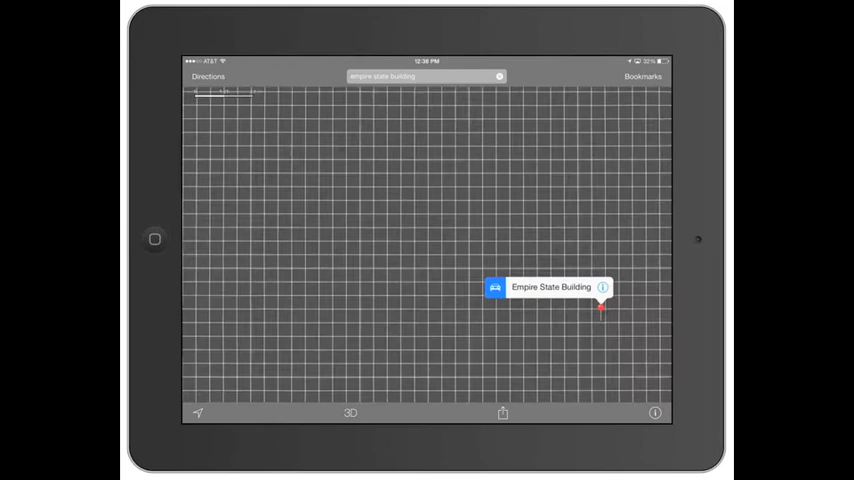 AT&T 12:38 PM 32%
Directions empire state building Bookmarks
Empire State Building
3D